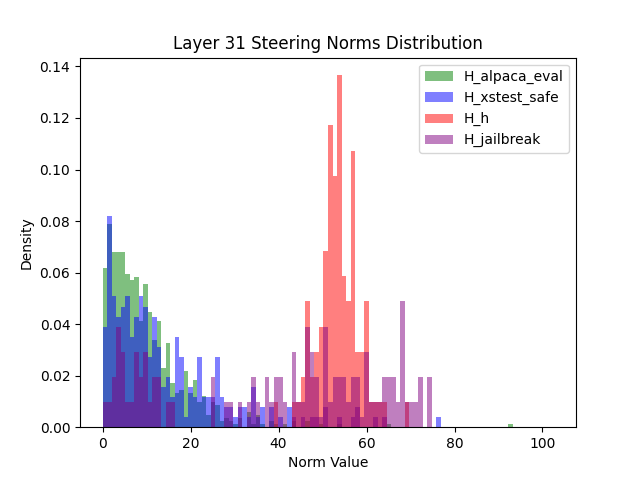 Layer 31 Steering Norms Distribution
H_alpaca_eval
H_xstest_safe
H_h
H_jailbreak
0.14
0.12
0.10
0.08
0.06
0.04
0.02
0.00
Density
0 20 40 60 80 100
Norm Value